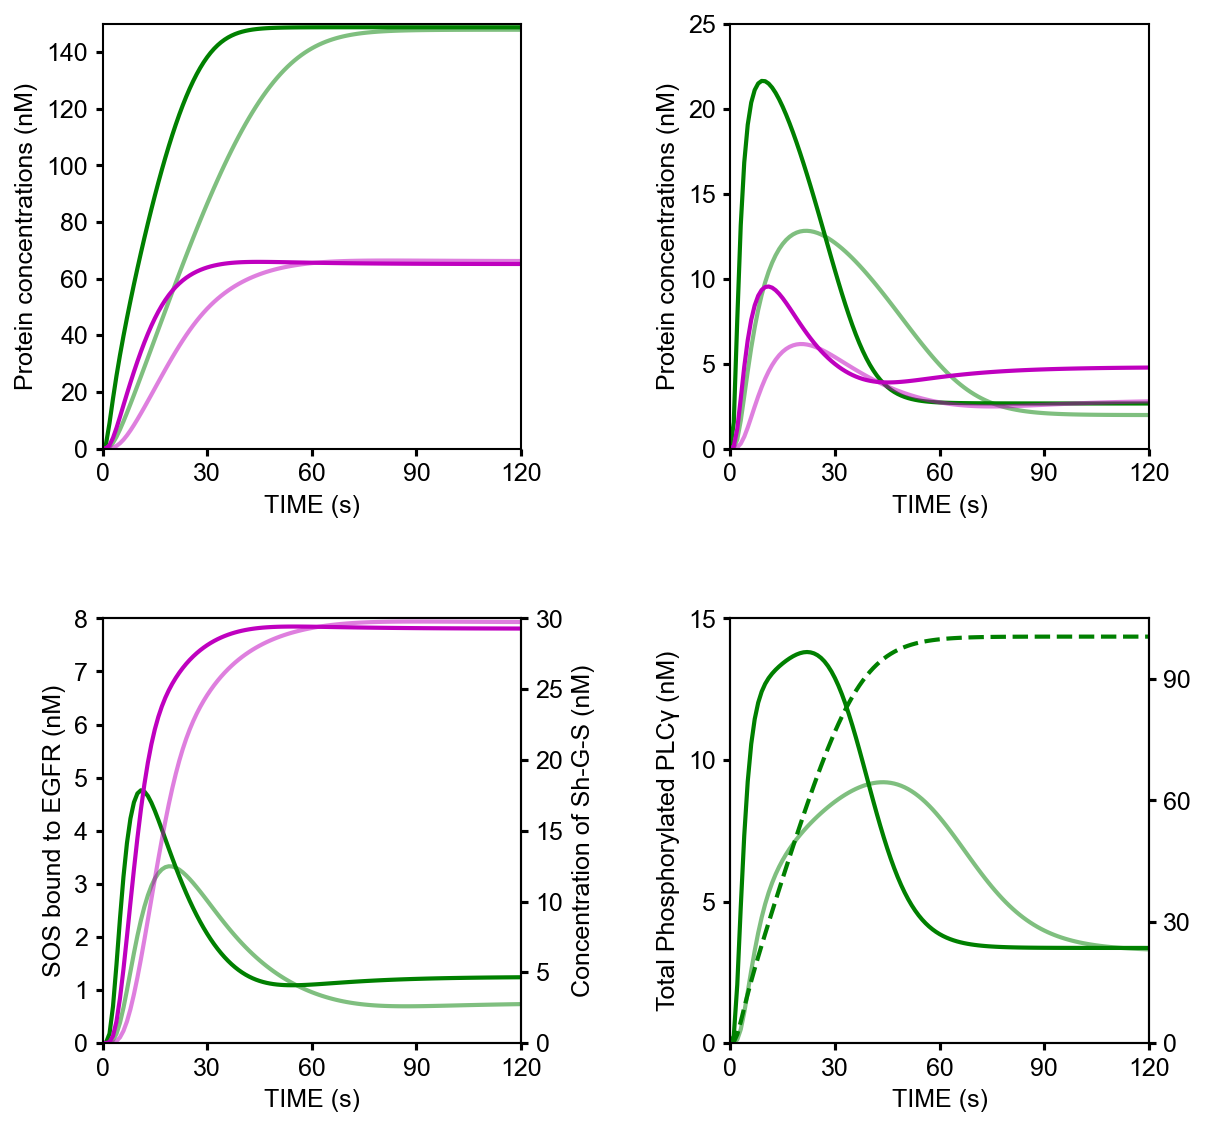 Protein concentrations (nM)
140
120
100
80
60
40
20
0
0 30 60 90 120
TIME (s)
Protein concentrations (nM)
25
20
15
10
5
0
0 30 60 90 120
TIME (s)
SOS bound to EGFR (nM)
8
7
6
5
4
3
2
1
0
0 30 60 90 120
TIME (s)
30
25
20
15
10
5
0
Concentration of Sh-G-S (nM)
Total Phosphorylated PLCγ (nM)
15
10
5
0
0 30 60 90 120
TIME (s)
90
60
30
0